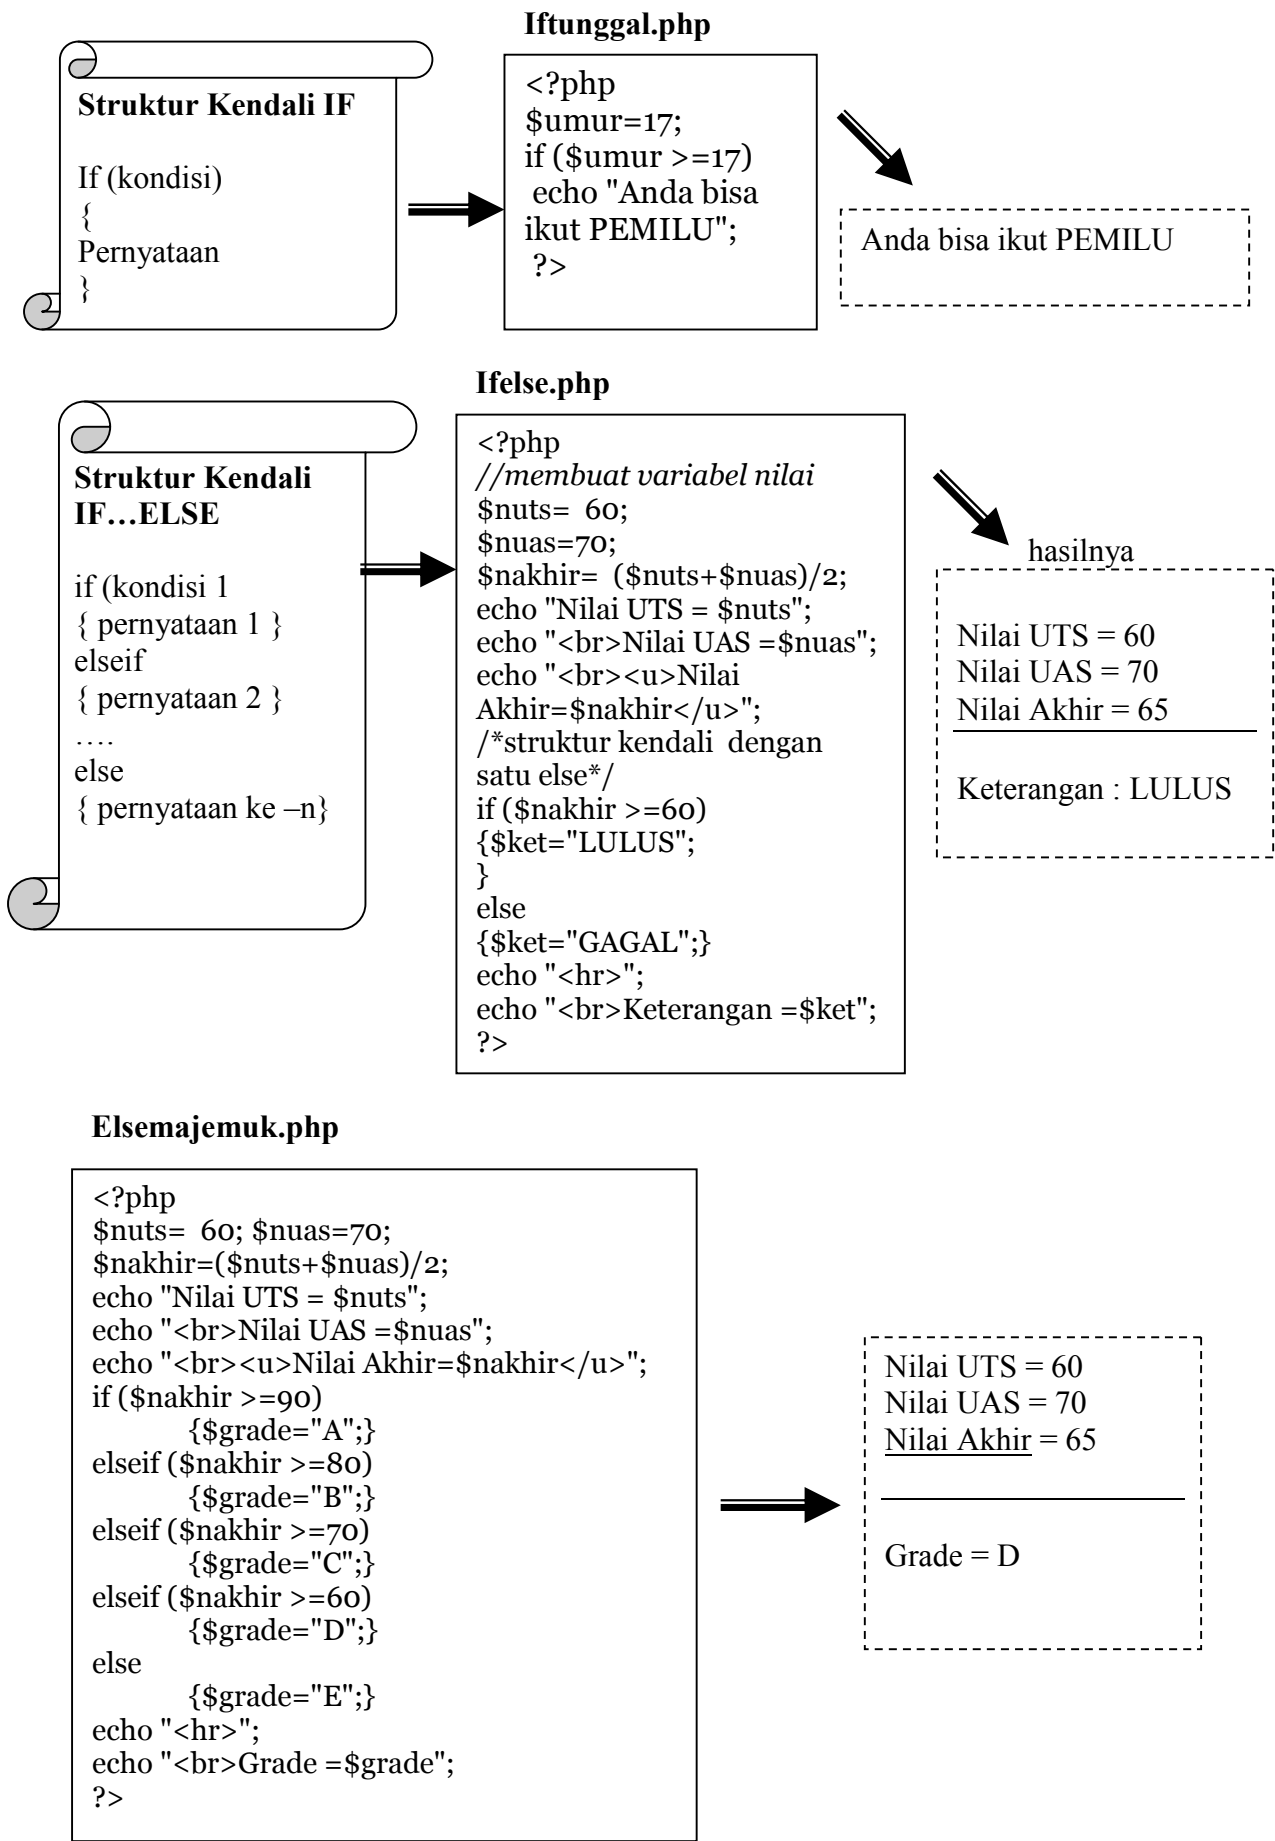 Iftunggal.php
Struktur Kendali IF
If (kondisi)
{
Pernyataan
}
<?php
$umur=17;
if ($umur >=17)
echo "Anda bisa
ikut PEMILU";
?>
Anda bisa ikut PEMILU
Ifelse.php
Struktur Kendali
IF…ELSE
if (kondisi 1
{ pernyataan 1 }
elseif
{ pernyataan 2 }
….
else
{ pernyataan ke –n}
<?php
//membuat variabel nilai
$nuts=  60;
$nuas=70;
$nakhir=  ($nuts+$nuas)/2;
echo "Nilai UTS = $nuts";
echo "<br>Nilai UAS =$nuas";
echo "<br><u>Nilai
Akhir=$nakhir</u>";
/*struktur kendali  dengan
satu else*/
if ($nakhir >=60)
{$ket="LULUS";
}
else
{$ket="GAGAL";}
echo "<hr>";
echo "<br>Keterangan =$ket";
?>
hasilnya
Nilai UTS = 60
Nilai UAS = 70
Nilai Akhir = 65
Keterangan : LULUS
Elsemajemuk.php
<?php
$nuts=  60; $nuas=70;
$nakhir=($nuts+$nuas)/2;
echo "Nilai UTS = $nuts";
echo "<br>Nilai UAS =$nuas";
echo "<br><u>Nilai Akhir=$nakhir</u>";
if ($nakhir >=90)
{$grade="A";}
elseif ($nakhir >=80)
{$grade="B";}
elseif ($nakhir >=70)
{$grade="C";}
elseif ($nakhir >=60)
{$grade="D";}
else
{$grade="E";}
echo "<hr>";
echo "<br>Grade =$grade";
?>
Nilai UTS = 60
Nilai UAS = 70
Nilai Akhir = 65
Grade = D